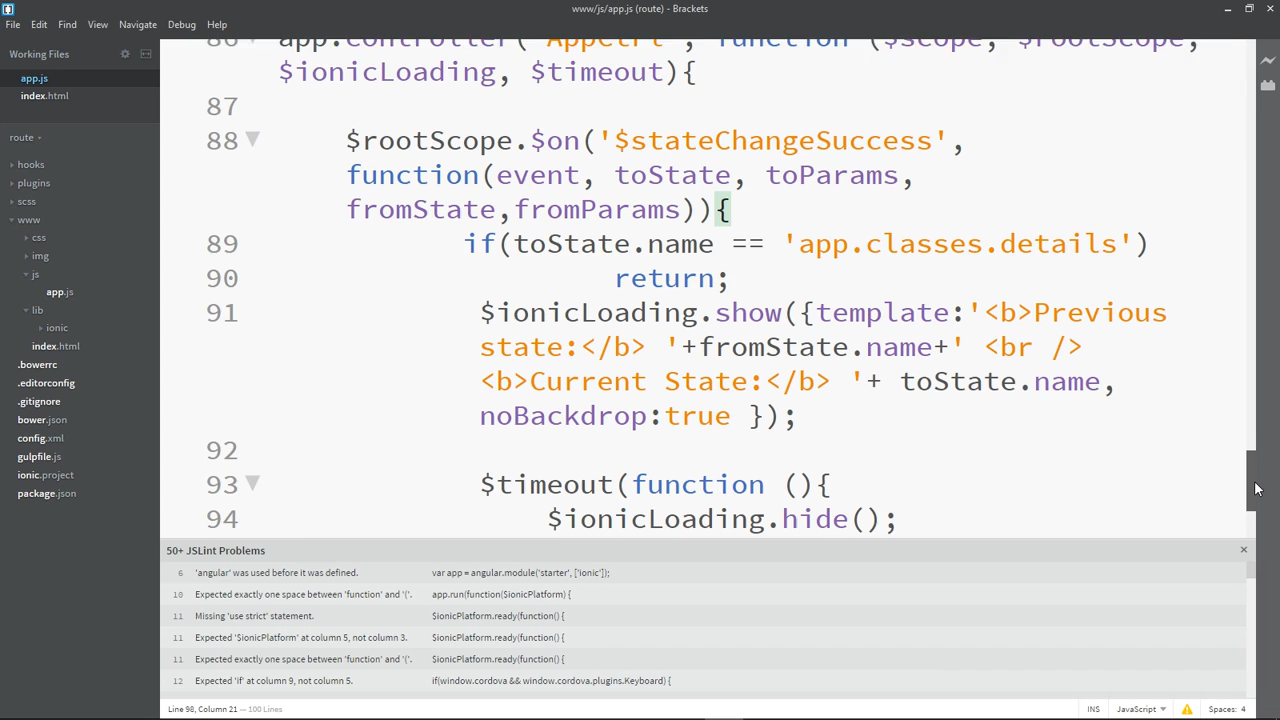 www/js/app.js (route) - Brackets
File Edit Find View Navigate Debug Help
Working Files
app.js
index.html
route
hooks
plugins
scss
www
css
img
js
app.js
lib
ionic
index.html
.bowerrc
.editorconfig
.gitignore
bower.json
config.xml
gulpfile.js
ionic.project
package.json
86 app.controller('AppCtrl', function ($scope, $rootScope,
$ionicLoading, $timeout){
87
88 $rootScope.$on('$stateChangeSuccess',
function(event, toState, toParams,
fromState,fromParams)){
89 if(toState.name == 'app.classes.details')
90 return;
91 $ionicLoading.show({template:'<b>Previous
state:</b> '+fromState.name+' <br />
<b>Current State:</b> '+ toState.name,
noBackdrop:true });
92
93 $timeout(function (){
94 $ionicLoading.hide();
50+ JSLint Problems
6 'angular' was used before it was defined. var app = angular.module('starter', ['ionic']);
10 Expected exactly one space between 'function' and '('. app.run(function($ionicPlatform) {
11 Missing 'use strict' statement. $ionicPlatform.ready(function() {
11 Expected '$ionicPlatform' at column 5, not column 3. $ionicPlatform.ready(function() {
11 Expected exactly one space between 'function' and '('. $ionicPlatform.ready(function() {
12 Expected 'if' at column 9, not column 5. if(window.cordova && window.cordova.plugins.Keyboard) {
Line 98, Column 21 — 100 Lines
INS JavaScript Spaces: 4